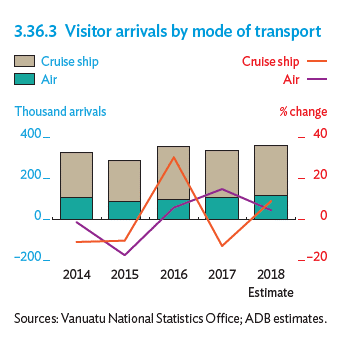 3.36.3 Visitor arrivals by mode of transport
Cruise ship
Air
Cruise ship
Air
Thousand arrivals
% change
400
200
0
−200
40
20
0
−20
2014 2015 2016 2017 2018
Estimate
Sources: Vanuatu National Statistics Office; ADB estimates.